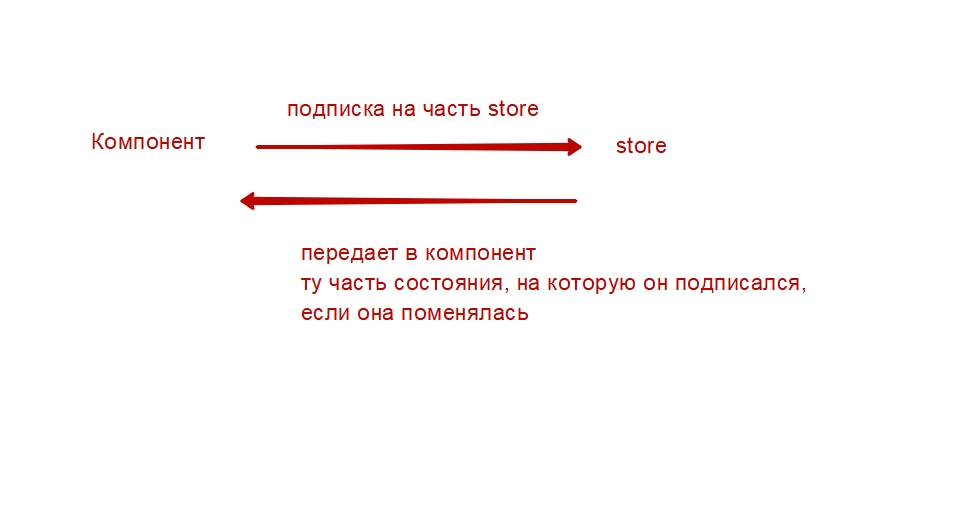 подписка на часть store
Компонент
store
передает в компонент
ту часть состояния, на которую он подписался,
если она поменялась